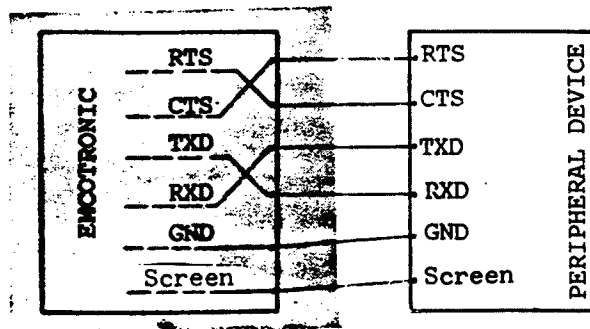 EMCOTRONIC
RTS
CTS
TXD
RXD
GND
Screen
RTS
CTS
TXD
RXD
GND
Screen
PERIPHERAL DEVICE